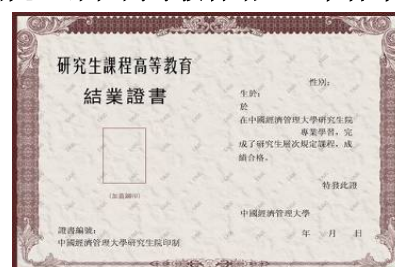 研究生課程高等教育
結業證書
(加蓋鋼印)
證書編號：
中國經濟管理大學研究生院印制
性別：
生於：
於
在中國經濟管理大學研究生院
專業學習，完
成了研究生層次規定課程，成
績合格。
特發此證
中國經濟管理大學
年 月 日